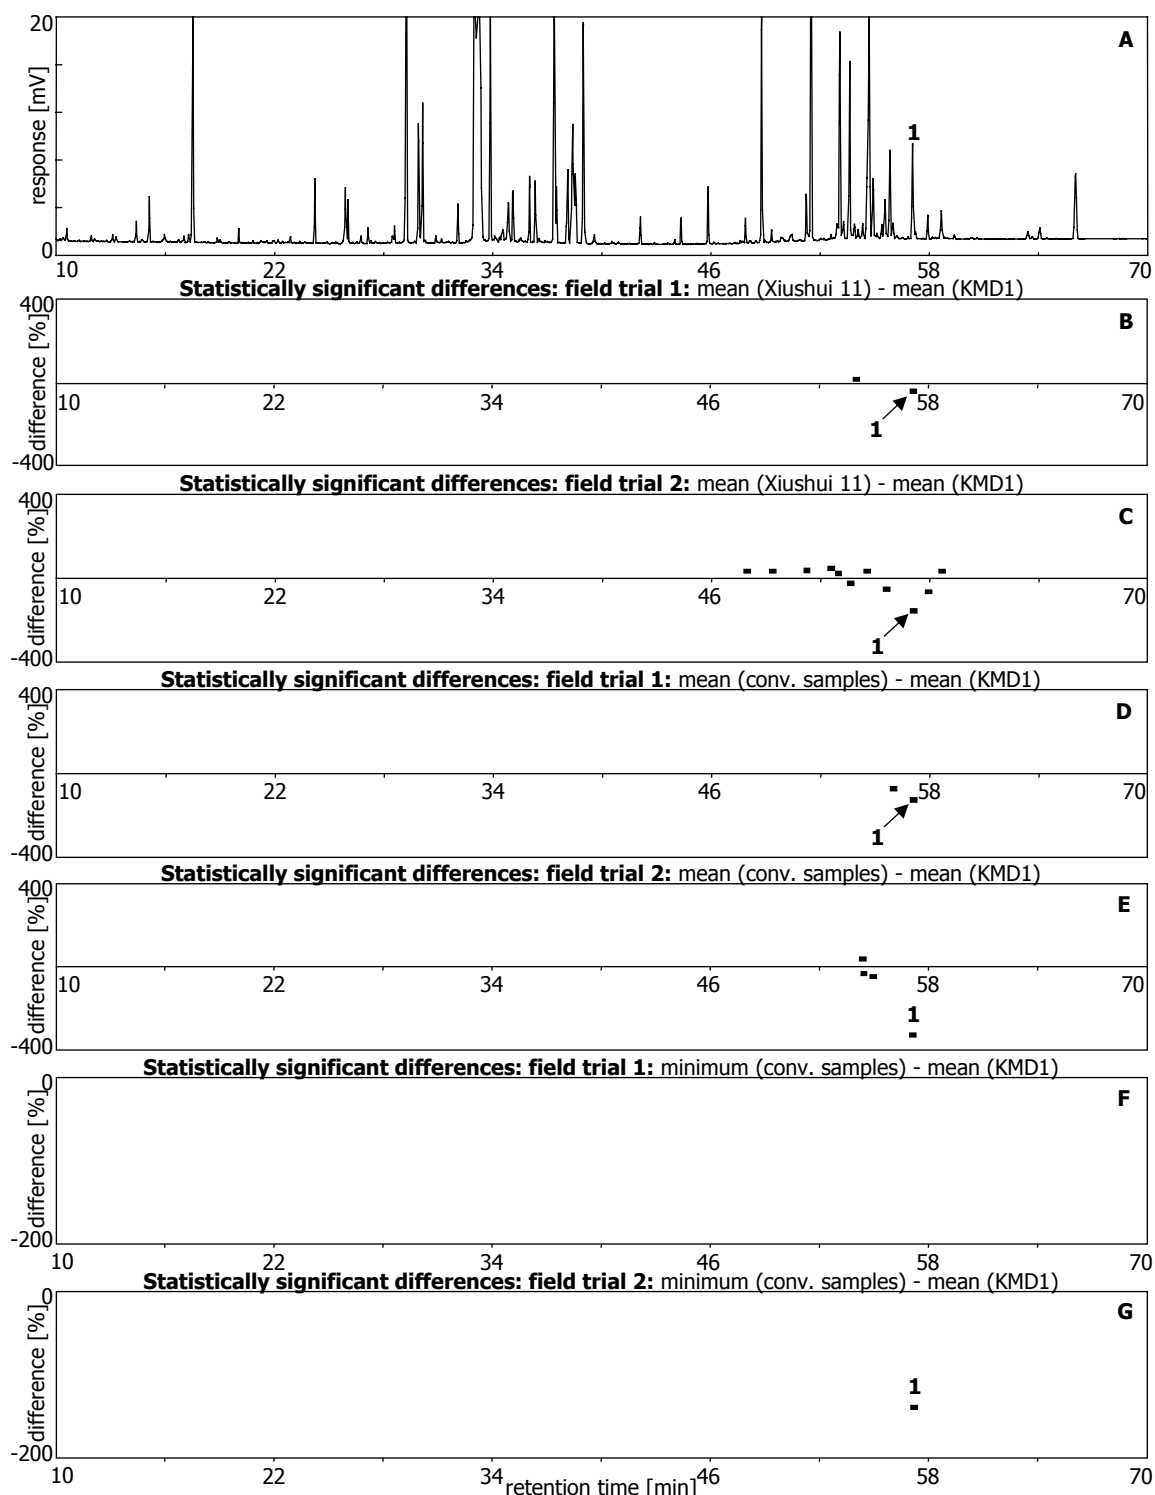 20
A
response [mV]
1
0
10 22 34 46 58 70
Statistically significant differences: field trial 1: mean (Xiushui 11) - mean (KMD1)
400
B
difference [%]
10 22 34 46 58 70
1
-400
Statistically significant differences: field trial 2: mean (Xiushui 11) - mean (KMD1)
400
C
difference [%]
10 22 34 46 58 70
1
-400
Statistically significant differences: field trial 1: mean (conv. samples) - mean (KMD1)
400
D
difference [%]
10 22 34 46 58 70
1
-400
Statistically significant differences: field trial 2: mean (conv. samples) - mean (KMD1)
400
E
difference [%]
10 22 34 46 58 70
1
-400
Statistically significant differences: field trial 1: minimum (conv. samples) - mean (KMD1)
0
F
difference [%]
-200
10 22 34 46 58 70
Statistically significant differences: field trial 2: minimum (conv. samples) - mean (KMD1)
0
G
difference [%]
1
-200
10 22 34 46 58 70
retention time [min]